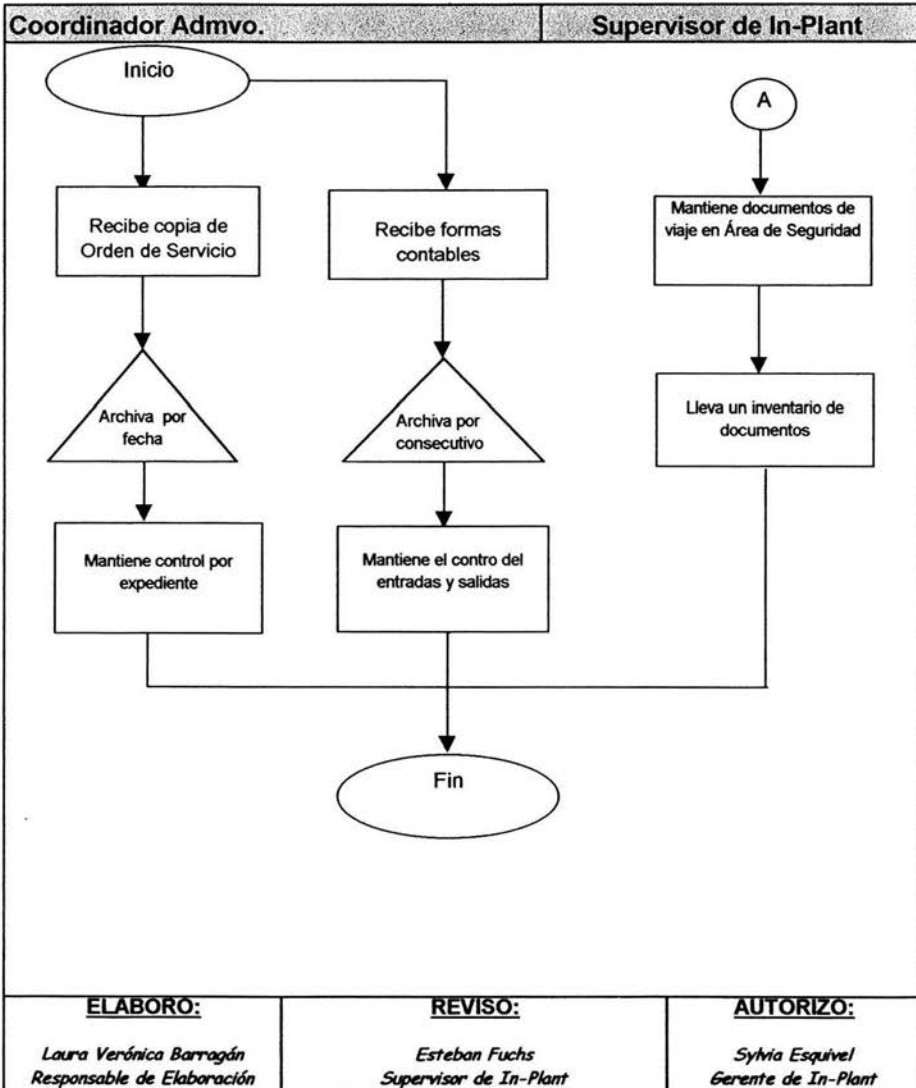 Coordinador Admvo.
Supervisor de In-Plant
Inicio
A
Recibe copia de
Orden de Servicio
Recibe formas
contables
Mantiene documentos de
viaje en Área de Seguridad
Archiva por
fecha
Archiva por
consecutivo
Lleva un inventario de
documentos
Mantiene control por
expediente
Mantiene el contro del
entradas y salidas
Fin
ELABORO:
REVISO:
AUTORIZO:
Laura Verónica Barragán
Responsable de Elaboración
Esteban Fuchs
Supervisor de In-Plant
Sylvia Esquivel
Gerente de In-Plant